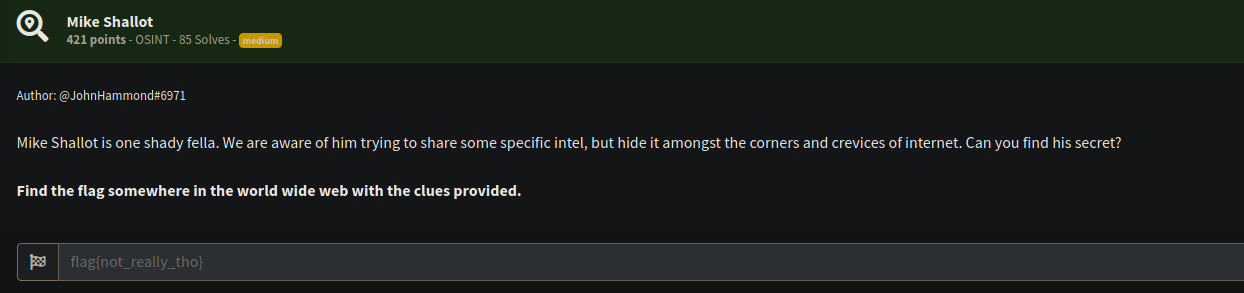 Mike Shallot
421 points - OSINT - 85 Solves - medium
Author: @JohnHammond#6971
Mike Shallot is one shady fella. We are aware of him trying to share some specific intel, but hide it amongst the corners and crevices of internet. Can you find his secret?
Find the flag somewhere in the world wide web with the clues provided.
flag{not_really_tho}